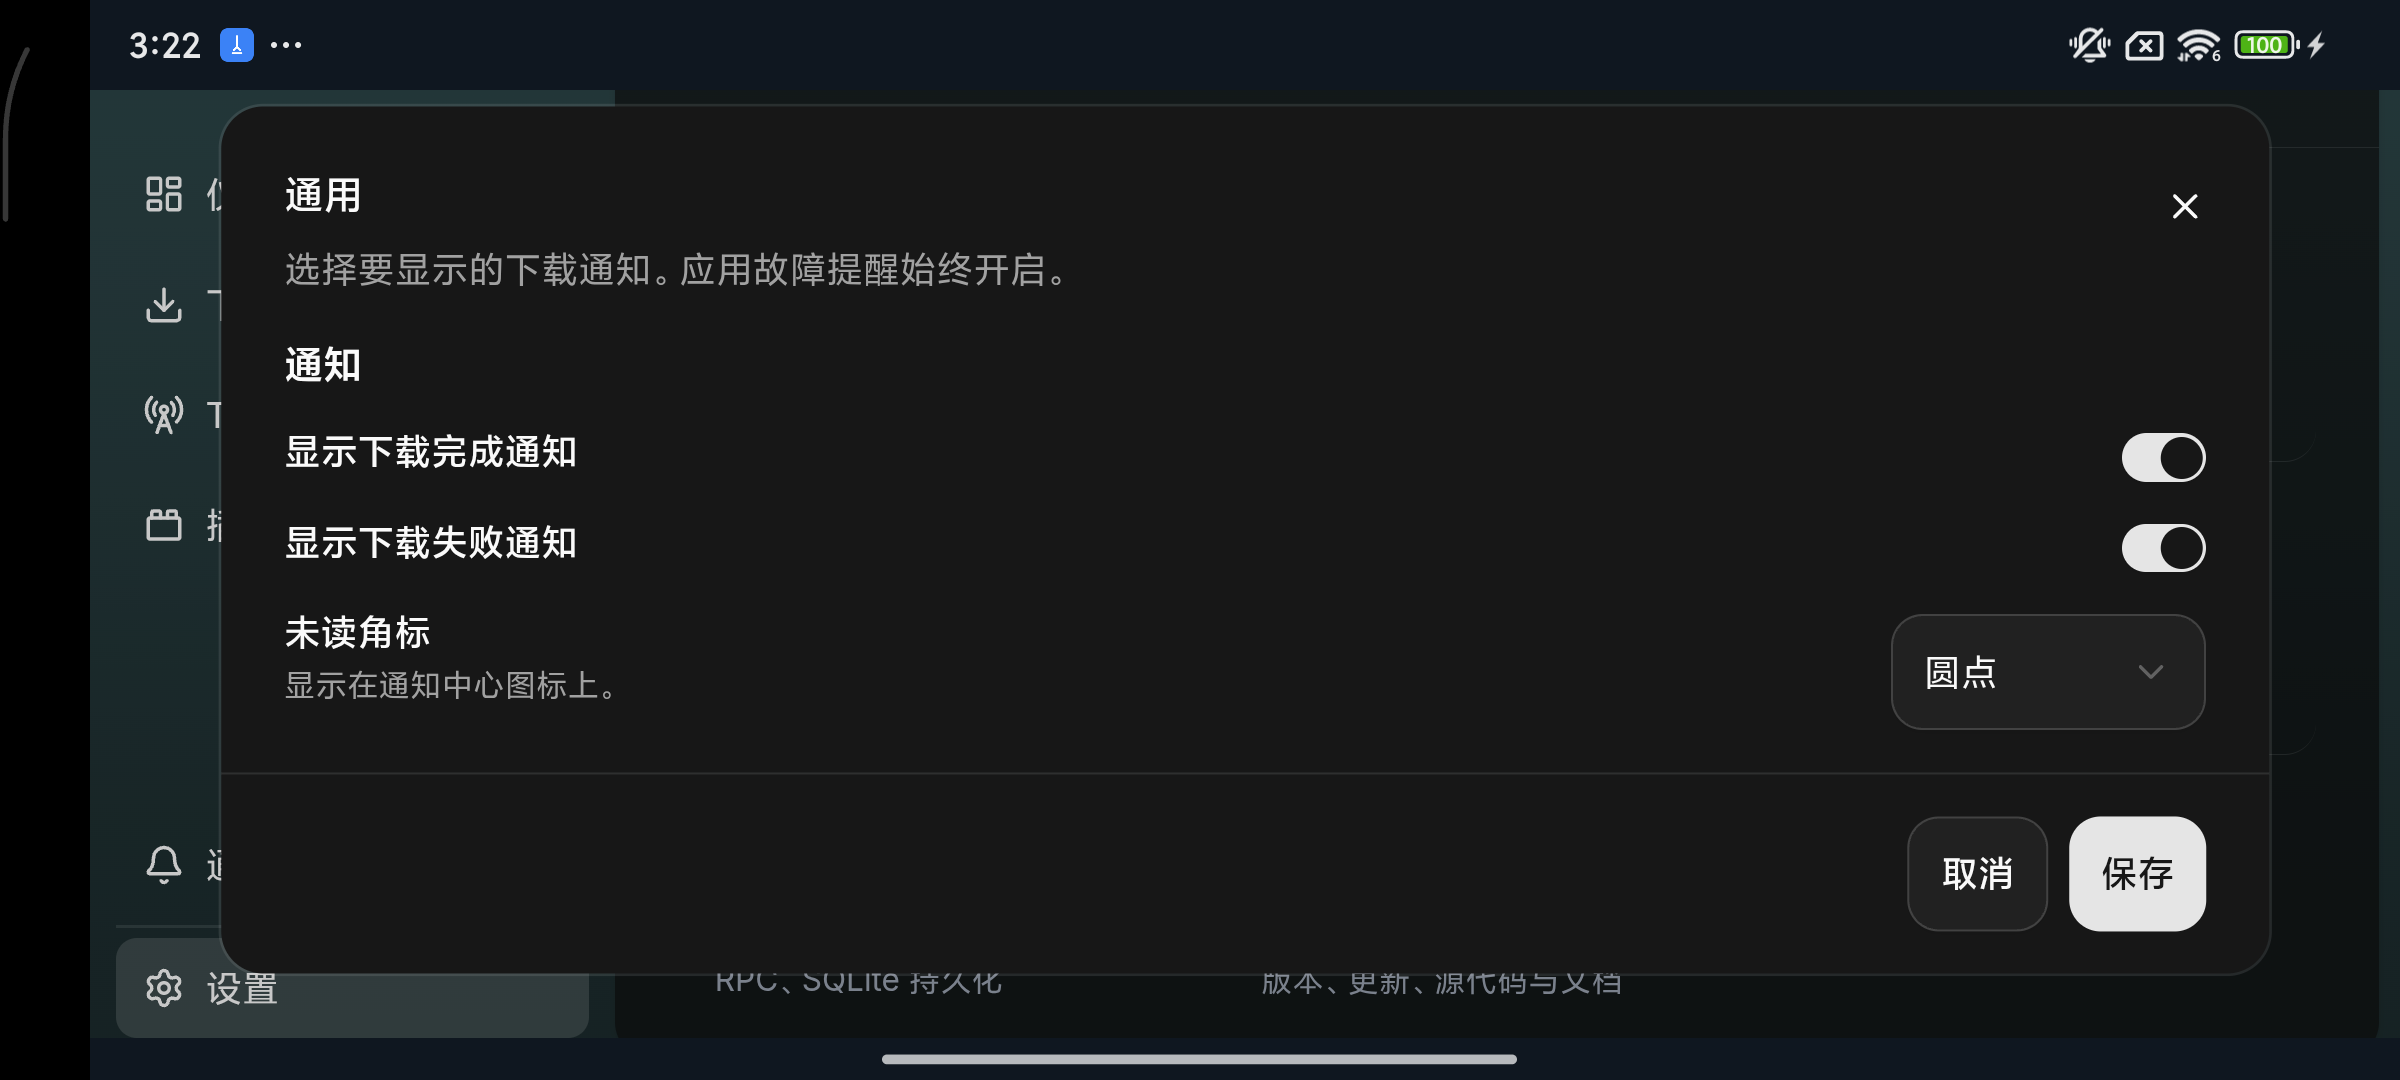 3:22
100
6
通用
选择要显示的下载通知。应用故障提醒始终开启。
通知
显示下载完成通知
显示下载失败通知
未读角标
显示在通知中心图标上。
圆点
取消
保存
设置
RPC、SQLite 持久化
版本、更新、源代码与文档